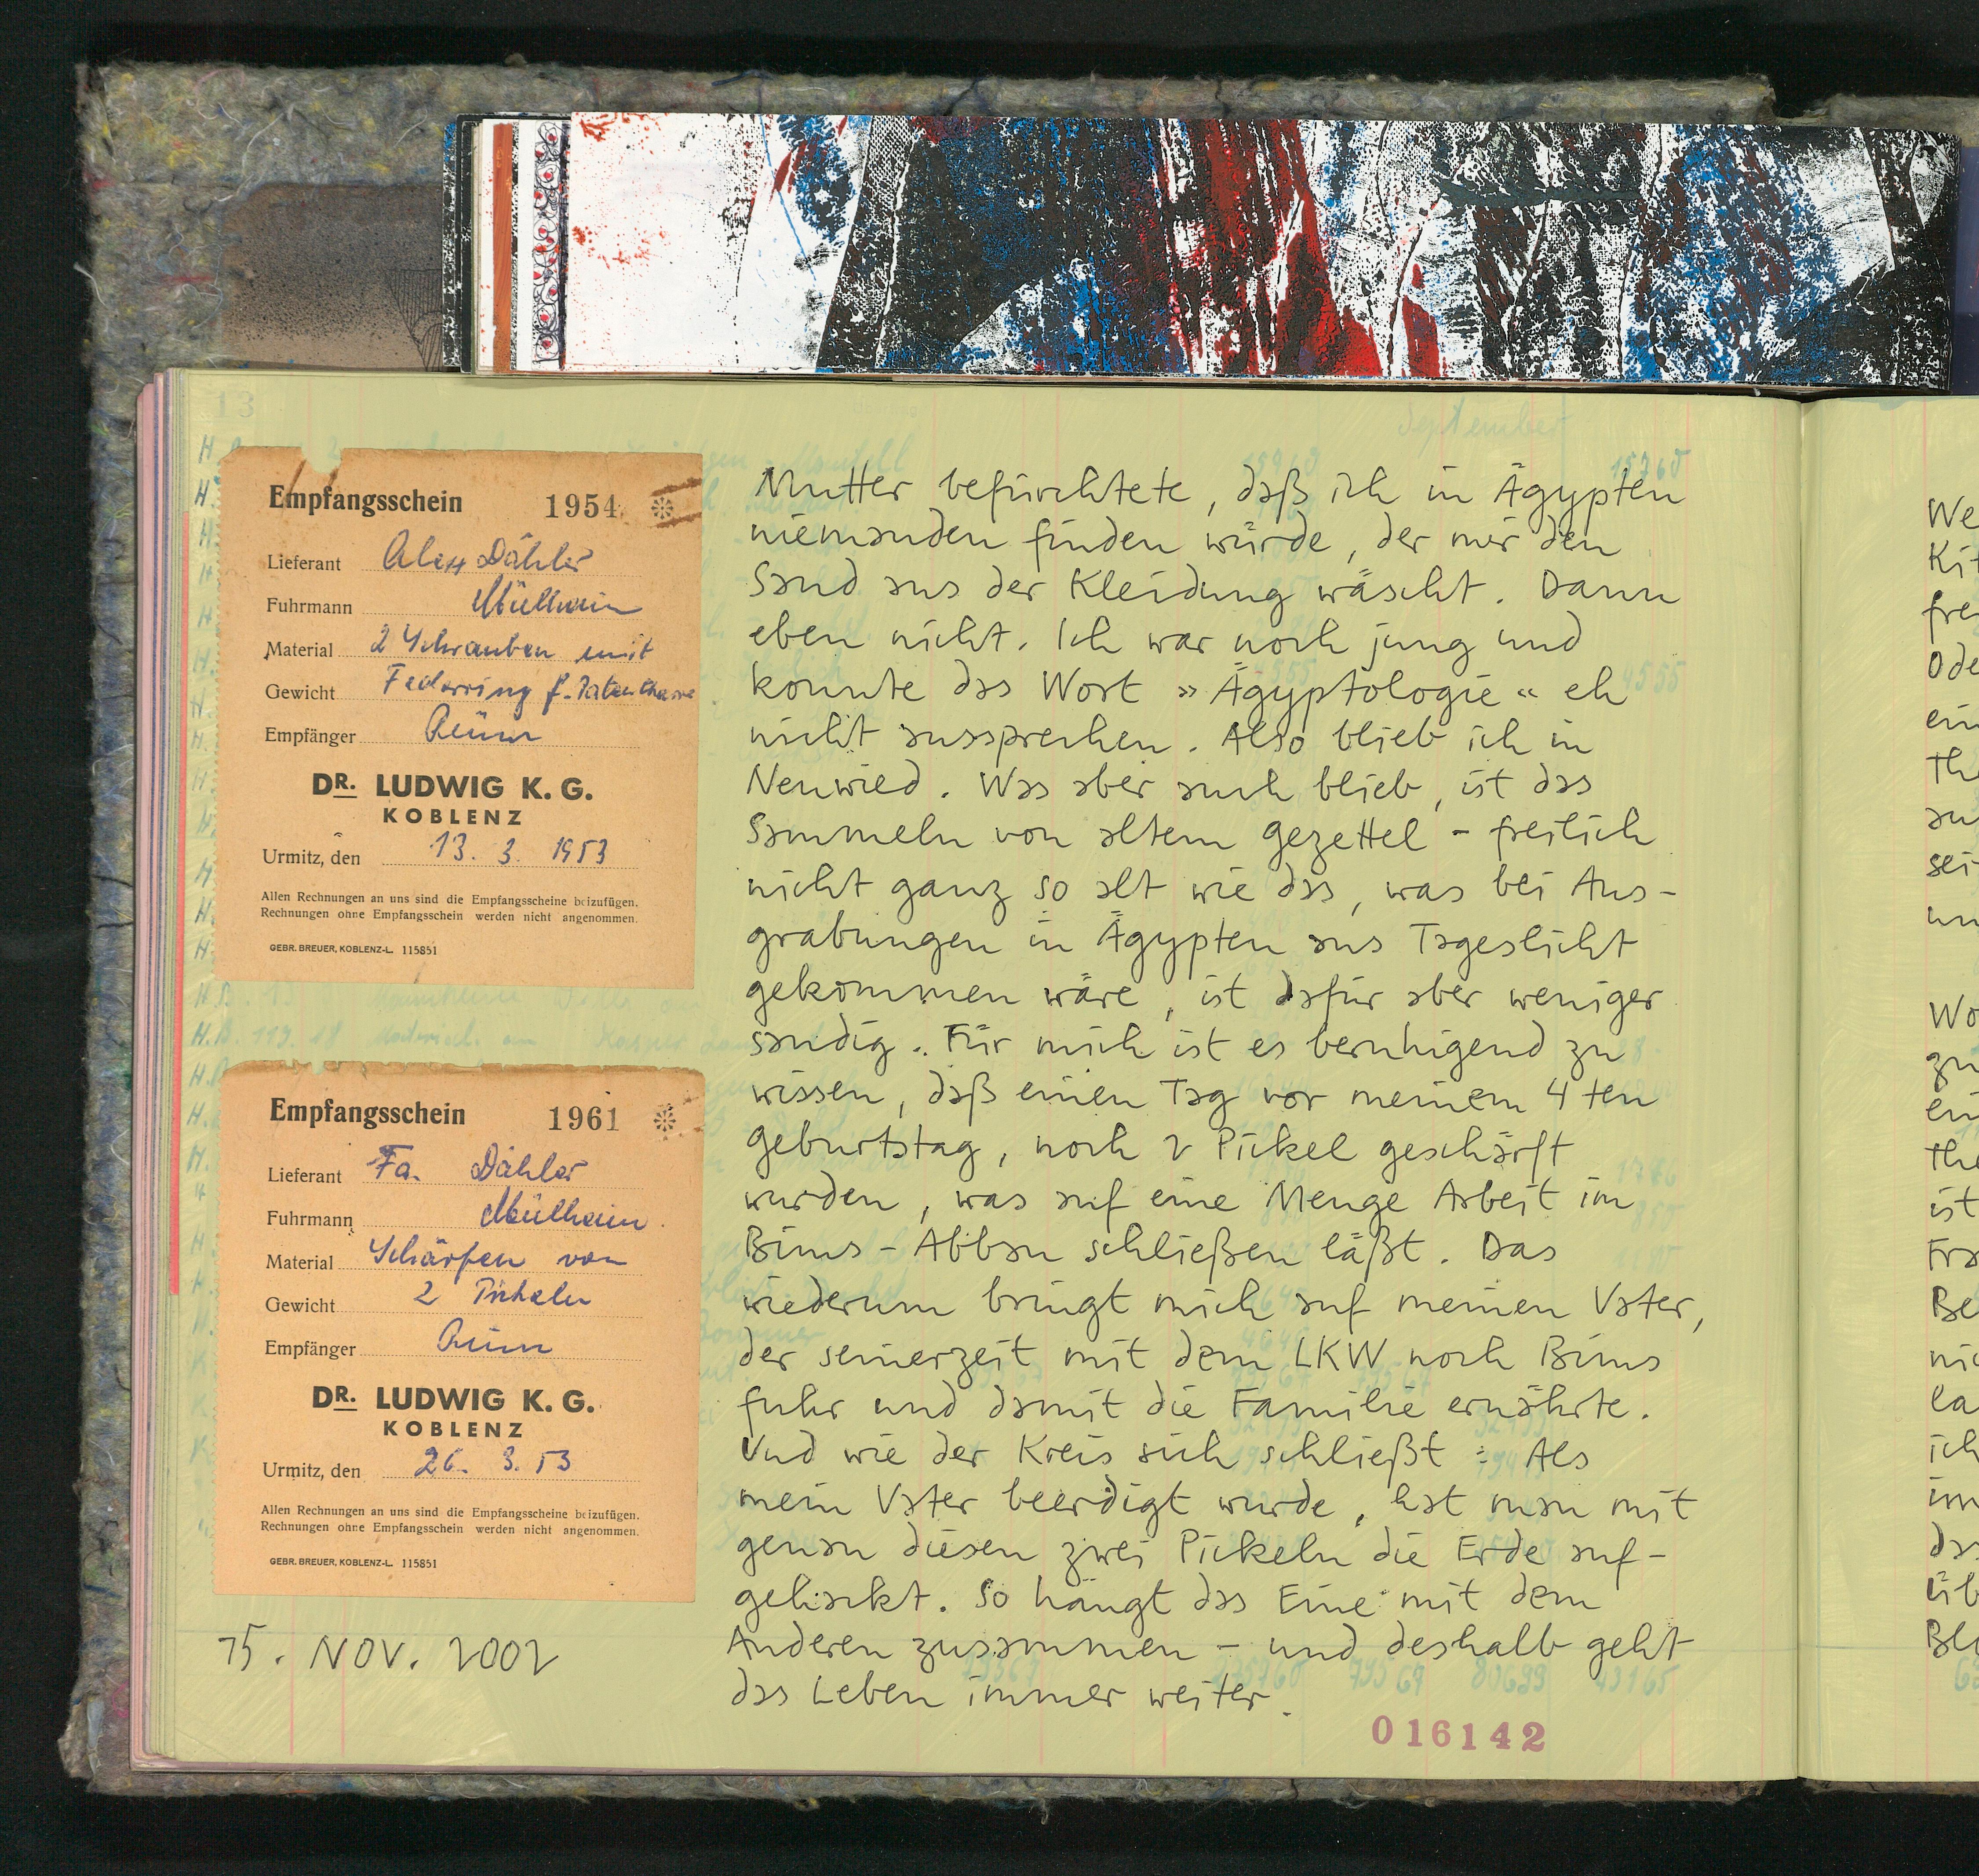 Empfangsschein 1954
Lieferant Alex Dähler
Fuhrmann Mülheim
Material 2 Schrauben mit
Gewicht Federring f.
Empfänger
DR. LUDWIG K. G.
KOBLENZ
Urmitz, den 13. 3. 1953
Allen Rechnungen an uns sind die Empfangsscheine beizufügen.
Rechnungen ohne Empfangsschein werden nicht angenommen.
GEBR. BREUER, KOBLENZ-L. 115851
Empfangsschein 1961
Lieferant Fa. Dähler
Fuhrmann Mülheim
Material Schärfen von
Gewicht 2 Pickeln
Empfänger
DR. LUDWIG K. G.
KOBLENZ
Urmitz, den 26. 3. 53
Allen Rechnungen an uns sind die Empfangsscheine beizufügen.
Rechnungen ohne Empfangsschein werden nicht angenommen.
GEBR. BREUER, KOBLENZ-L. 115851
15. NOV. 2002
September
Mutter befürchtete, daß ich in Ägypten
niemanden finden würde, der mir den
Sand aus der Kleidung wäscht. Dann
eben nicht. Ich war noch jung und
konnte das Wort »Ägyptologie« eh
nicht aussprechen. Also blieb ich in
Neuwied. Was aber auch blieb, ist das
Sammeln von altem Gezettel - freilich
nicht ganz so alt wie das, was bei Aus-
grabungen in Ägypten ans Tageslicht
gekommen wäre, ist dafür aber weniger
sandig. Für mich ist es beruhigend zu
wissen, daß einen Tag vor meinem 4ten
Geburtstag, noch 2 Pickel geschärft
wurden, was auf eine Menge Arbeit im
Bims-Abbau schließen läßt. Das
wiederum bringt mich auf meinen Vater,
der seinerzeit mit dem LKW noch Bims
fuhr und damit die Familie ernährte.
Und wie der Kreis sich schließt: Als
mein Vater beerdigt wurde, hat man mit
genau diesen zwei Pickeln die Erde auf-
gehackt. So hängt das Eine mit dem
Anderen zusammen - und deshalb geht
das Leben immer weiter.
016142